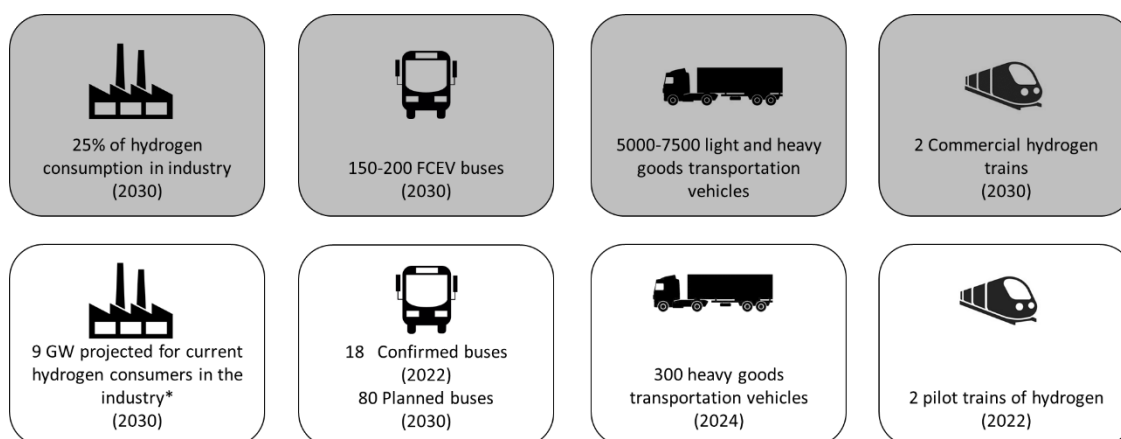 25% of hydrogen
consumption in industry
(2030)
150-200 FCEV buses
(2030)
5000-7500 light and heavy
goods transportation
vehicles
2 Commercial hydrogen
trains
(2030)
9 GW projected for current
hydrogen consumers in the
industry*
(2030)
18 Confirmed buses
(2022)
80 Planned buses
(2030)
300 heavy goods
transportation vehicles
(2024)
2 pilot trains of hydrogen
(2022)